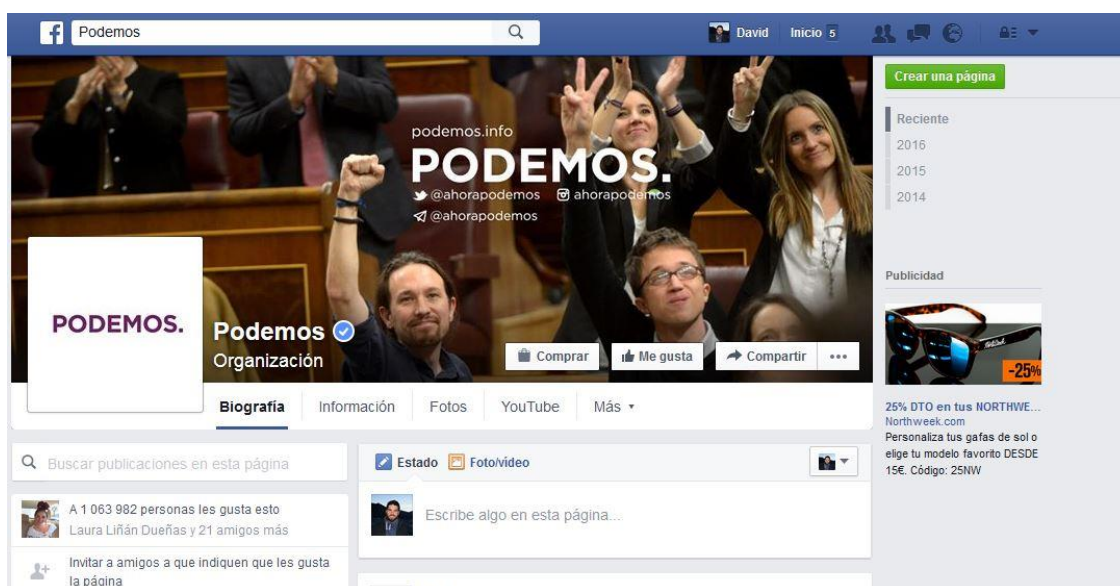 Podemos
David Inicio 5
Crear una página
Reciente
2016
2015
2014
podemos.info
PODEMOS.
@ahorapodemos ahorapodemos
@ahorapodemos
PODEMOS.
Podemos
Organización
Comprar Me gusta Compartir
Biografía Información Fotos YouTube Más
Publicidad
-25%
25% DTO en tus NORTHWE...
Northweek.com
Personaliza tus gafas de sol o
elige tu modelo favorito DESDE
15€. Código: 25NW
Buscar publicaciones en esta página
A 1 063 982 personas les gusta esto
Laura Liñán Dueñas y 21 amigos más
Invitar a amigos a que indiquen que les gusta
la página
Estado Foto/vídeo
Escribe algo en esta página...